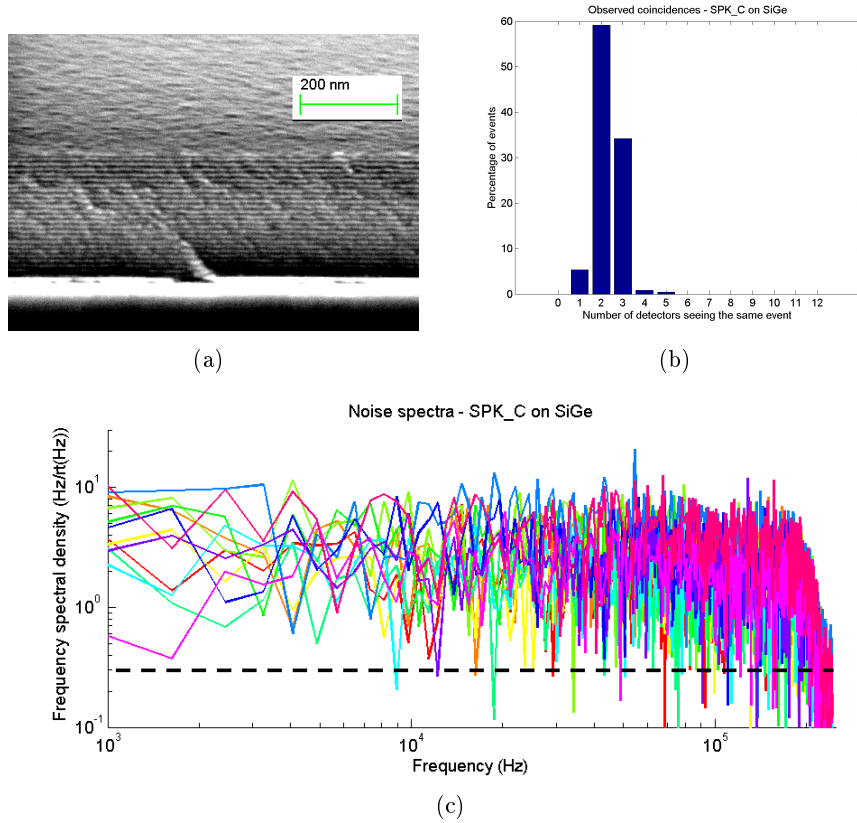 200 nm
(a)
Observed coincidences - SPK_C on SiGe
Percentage of events
60
50
40
30
20
10
0
0 1 2 3 4 5 6 7 8 9 10 11 12
Number of detectors seeing the same event
(b)
Noise spectra - SPK_C on SiGe
Frequency spectral density (Hz/rt(Hz))
10^1
10^0
10^-1
10^3 10^4 10^5
Frequency (Hz)
(c)